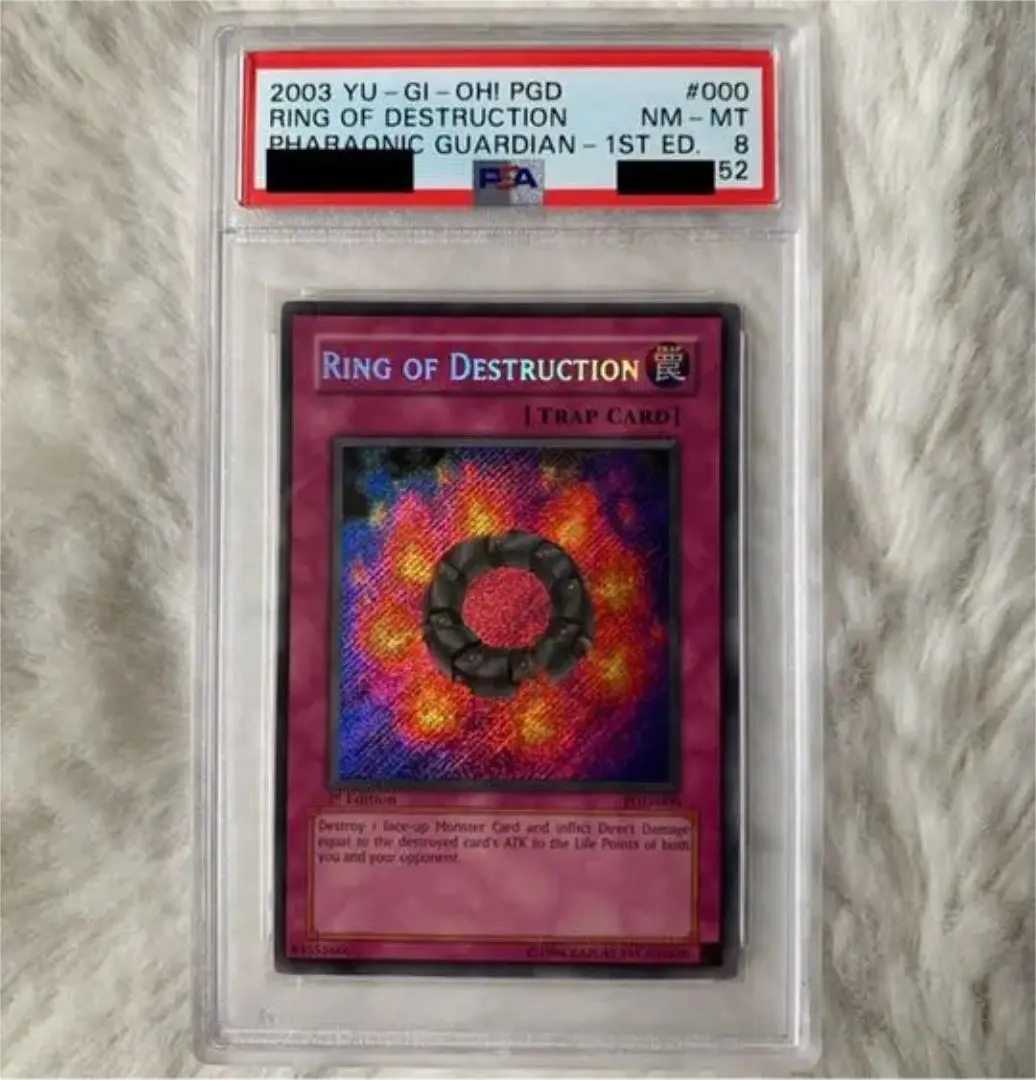 2003 YU-GI-OH! PGD #000
RING OF DESTRUCTION NM-MT
PHARAONIC GUARDIAN-1ST ED. 8
52
PSA
RING OF DESTRUCTION
TRAP
罠
[TRAP CARD]
1st Edition
Destroy 1 face-up Monster Card and inflict Direct Damage
equal to the destroyed card's ATK to the Life Points of both
you and your opponent.